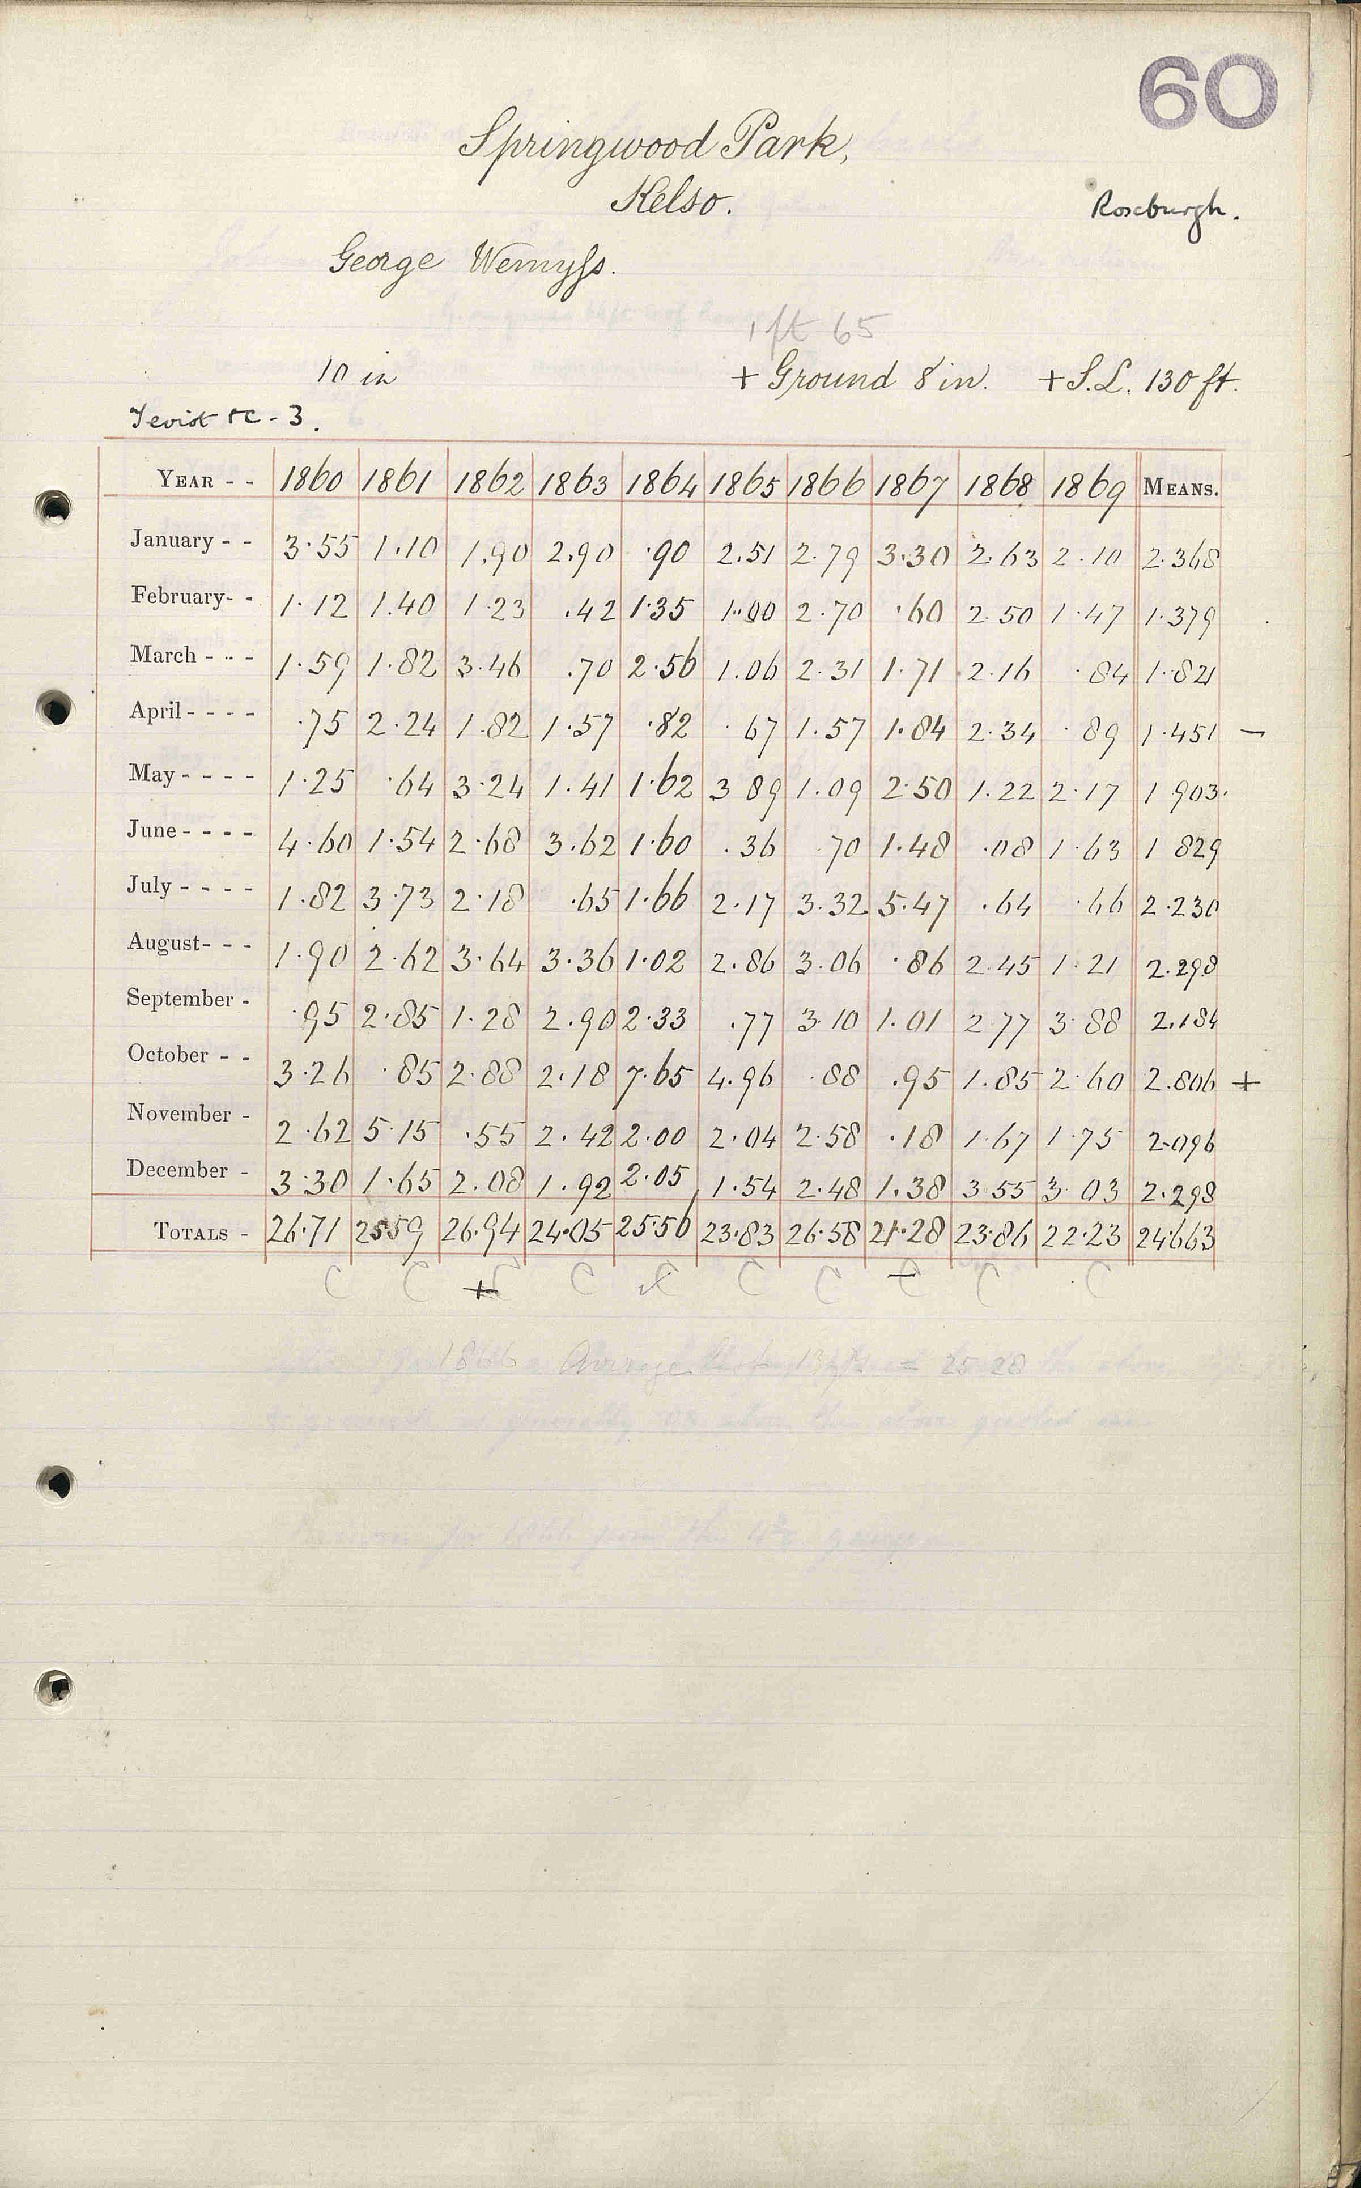 60
Springwood Park,
Kelso.
Roxburgh.
George Wemyss.
1 ft 65
10 in + Ground 8 in. + S.L. 130 ft.
Teviot &c - 3.
YEAR - - 1860 1861 1862 1863 1864 1865 1866 1867 1868 1869 MEANS.
January - - 3.55 1.10 1.90 2.90 .90 2.51 2.79 3.30 2.63 2.10 2.368
February- - 1.12 1.40 1.23 .42 1.35 1.00 2.70 .60 2.50 1.47 1.379
March - - - 1.59 1.82 3.46 .70 2.56 1.06 2.31 1.71 2.16 .84 1.821
April - - - - .75 2.24 1.82 1.57 .82 .67 1.57 1.84 2.34 .89 1.451 —
May - - - - 1.25 .64 3.24 1.41 1.62 3 89 1.09 2.50 1.22 2.17 1 903.
June - - - - 4.60 1.54 2.68 3.62 1.60 .36 .70 1.48 .08 1.63 1 829
July - - - - 1.82 3.73 2.18 .65 1.66 2.17 3.32 5.47 .64 .66 2.230
August- - - 1.90 2.62 3.64 3.36 1.02 2.86 3.06 .86 2.45 1.21 2.298
September - .95 2.85 1.28 2.90 2.33 .77 3.10 1.01 2 77 3.88 2.184
October - - 3.26 .85 2.88 2.18 7.65 4.96 .88 .95 1.85 2.60 2.806 +
November - 2.62 5.15 .55 2.42 2.00 2.04 2.58 .18 1.67 1.75 2.096
December - 3.30 1.65 2.08 1.92 2.05 1.54 2.48 1.38 3.55 3.03 2.298
TOTALS - 26.71 25.59 26.94 24.05 25.56 23.83 26.58 21.28 23.86 22.23 24.663
C C + C C C C C — C C
1866 Average = 25.28